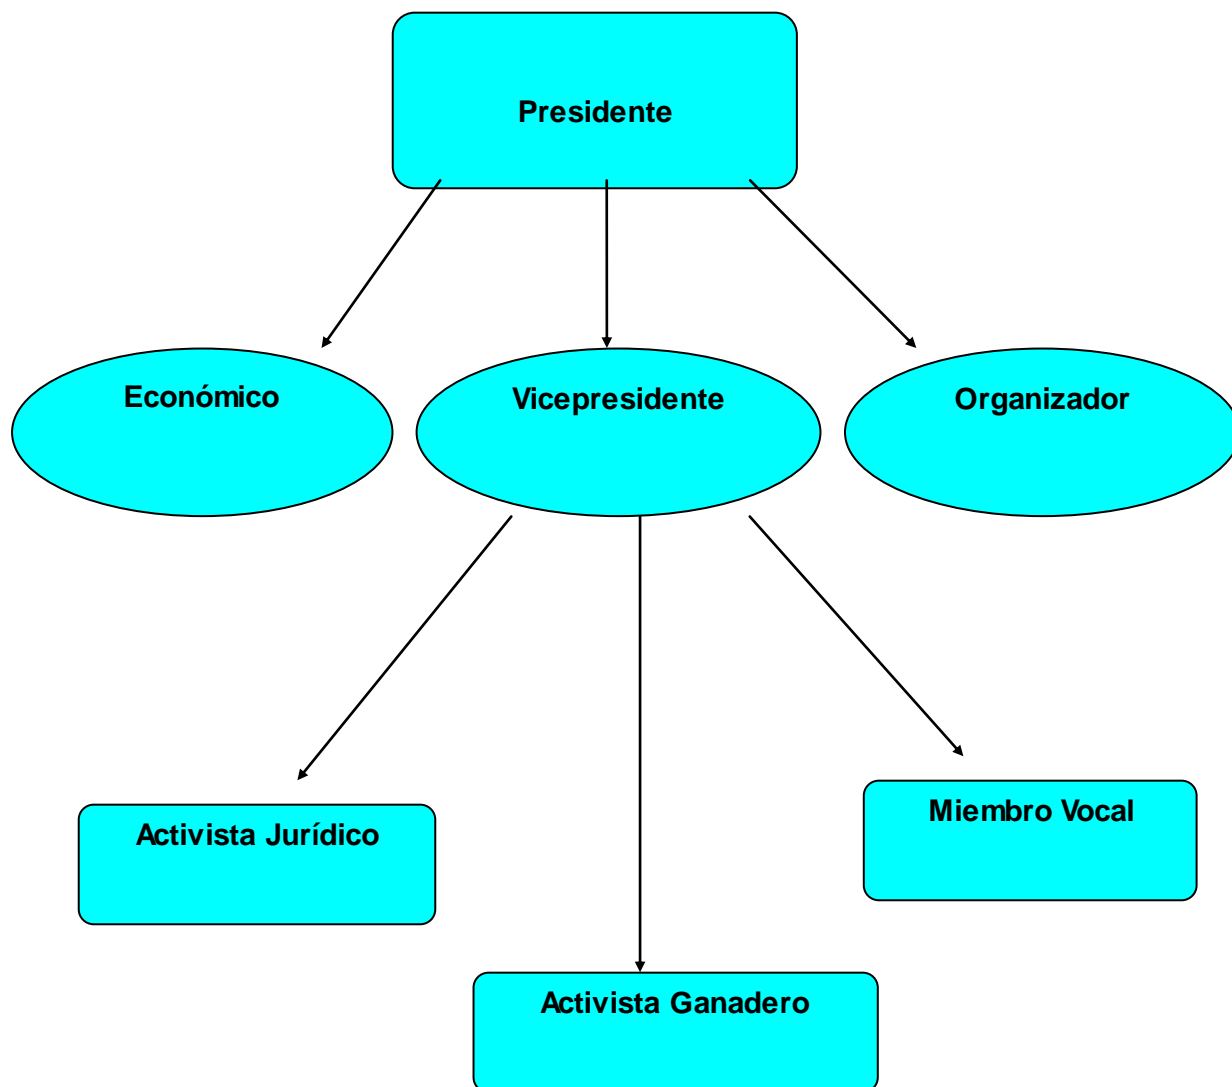 Presidente
Económico
Vicepresidente
Organizador
Activista Jurídico
Miembro Vocal
Activista Ganadero